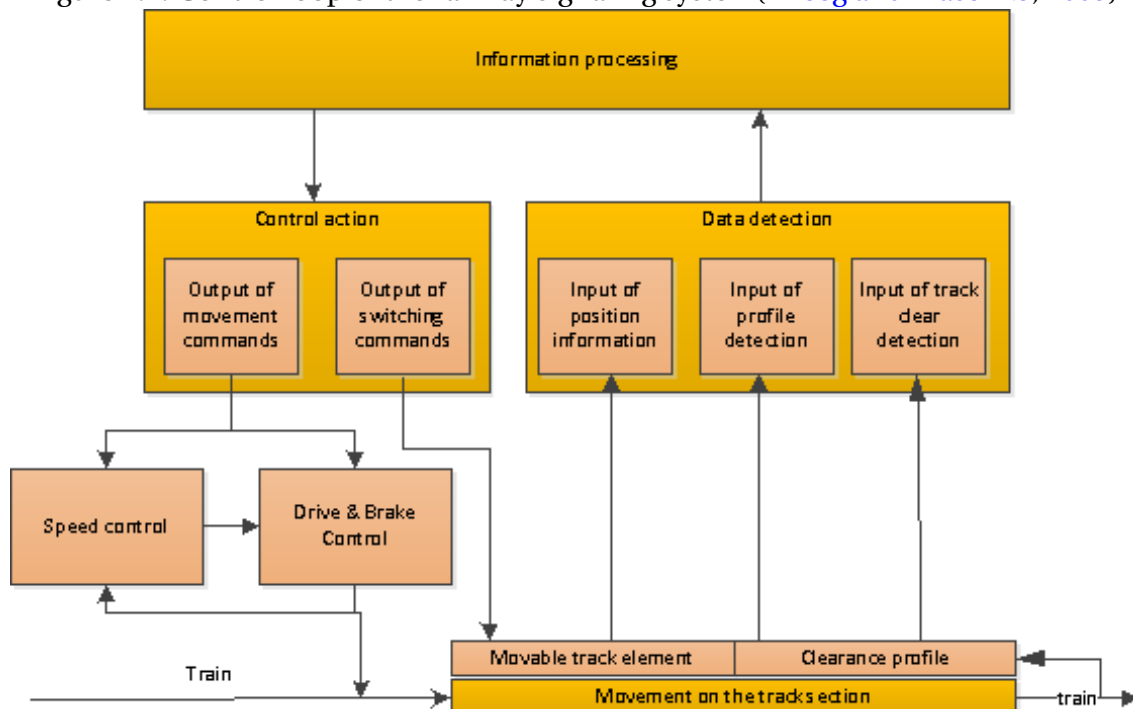 Information processing
Control action
Data detection
Output of
movement
commands
Output of
switching
commands
Input of
position
information
Input of
profile
detection
Input of track
clear
detection
Speed control
Drive & Brake
Control
Train
Movable track element
Clearance profile
Movement on the track section
train